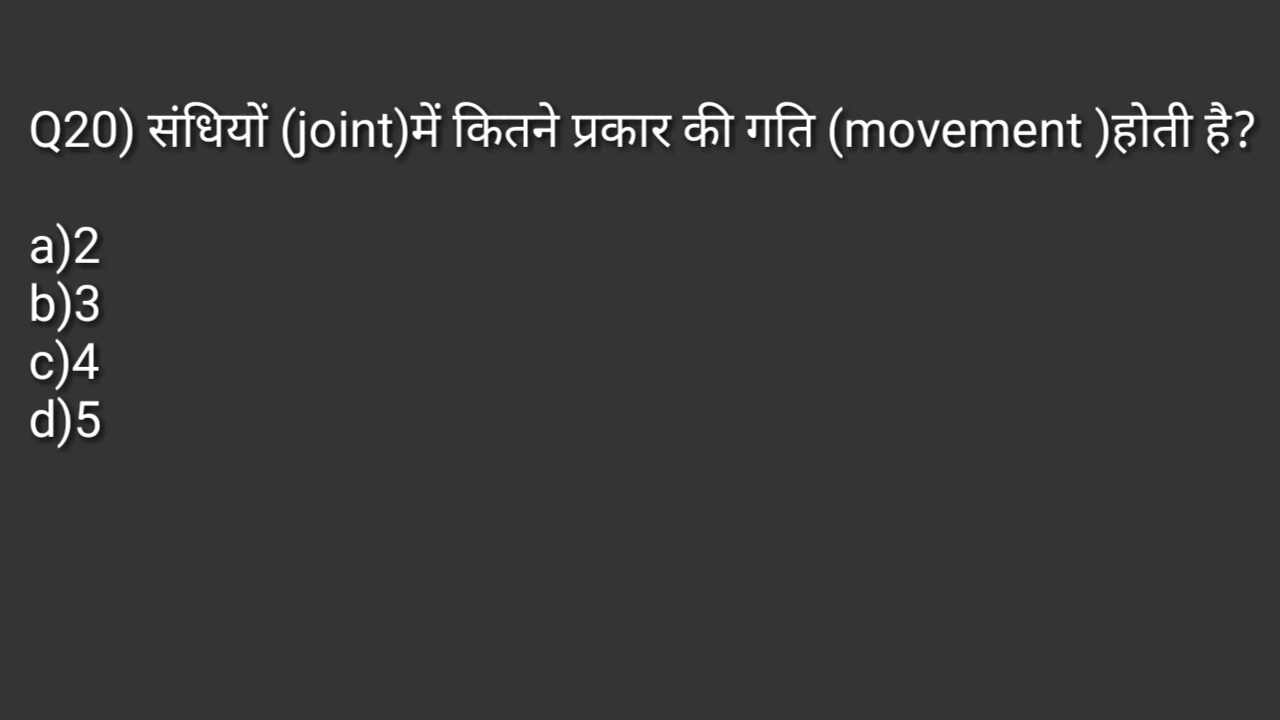 Q20) संधियों (joint)में कितने प्रकार की गति (movement )होती है?
a)2
b)3
c)4
d)5